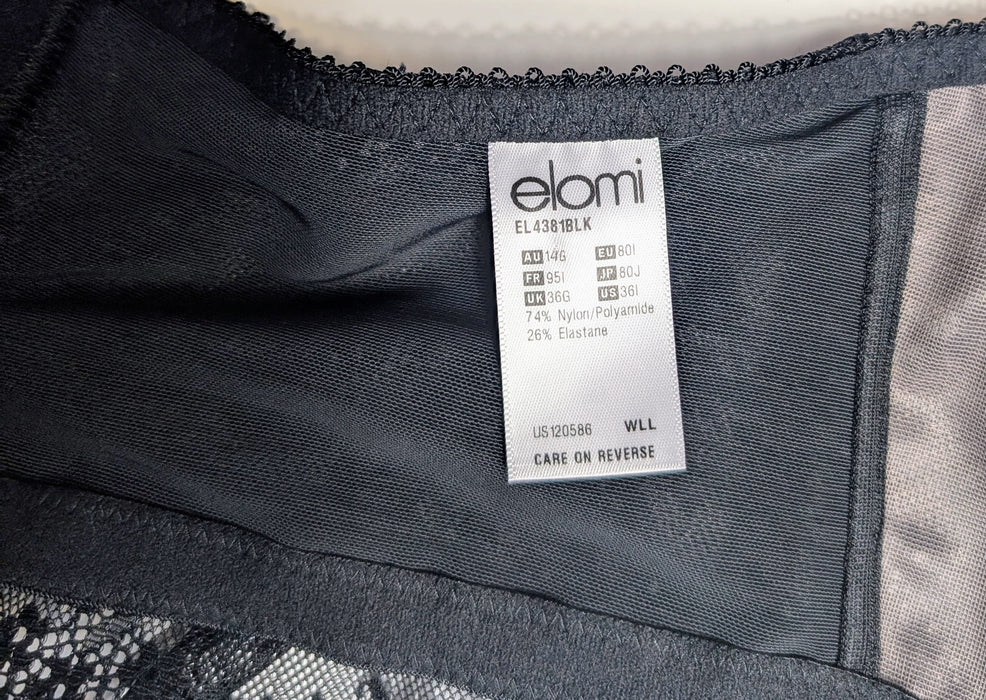 elomi
EL4381BLK
AU 14G EU 80I
FR 95I JP 80J
UK 36G US 36I
74% Nylon/Polyamide
26% Elastane
US120586 WLL
CARE ON REVERSE